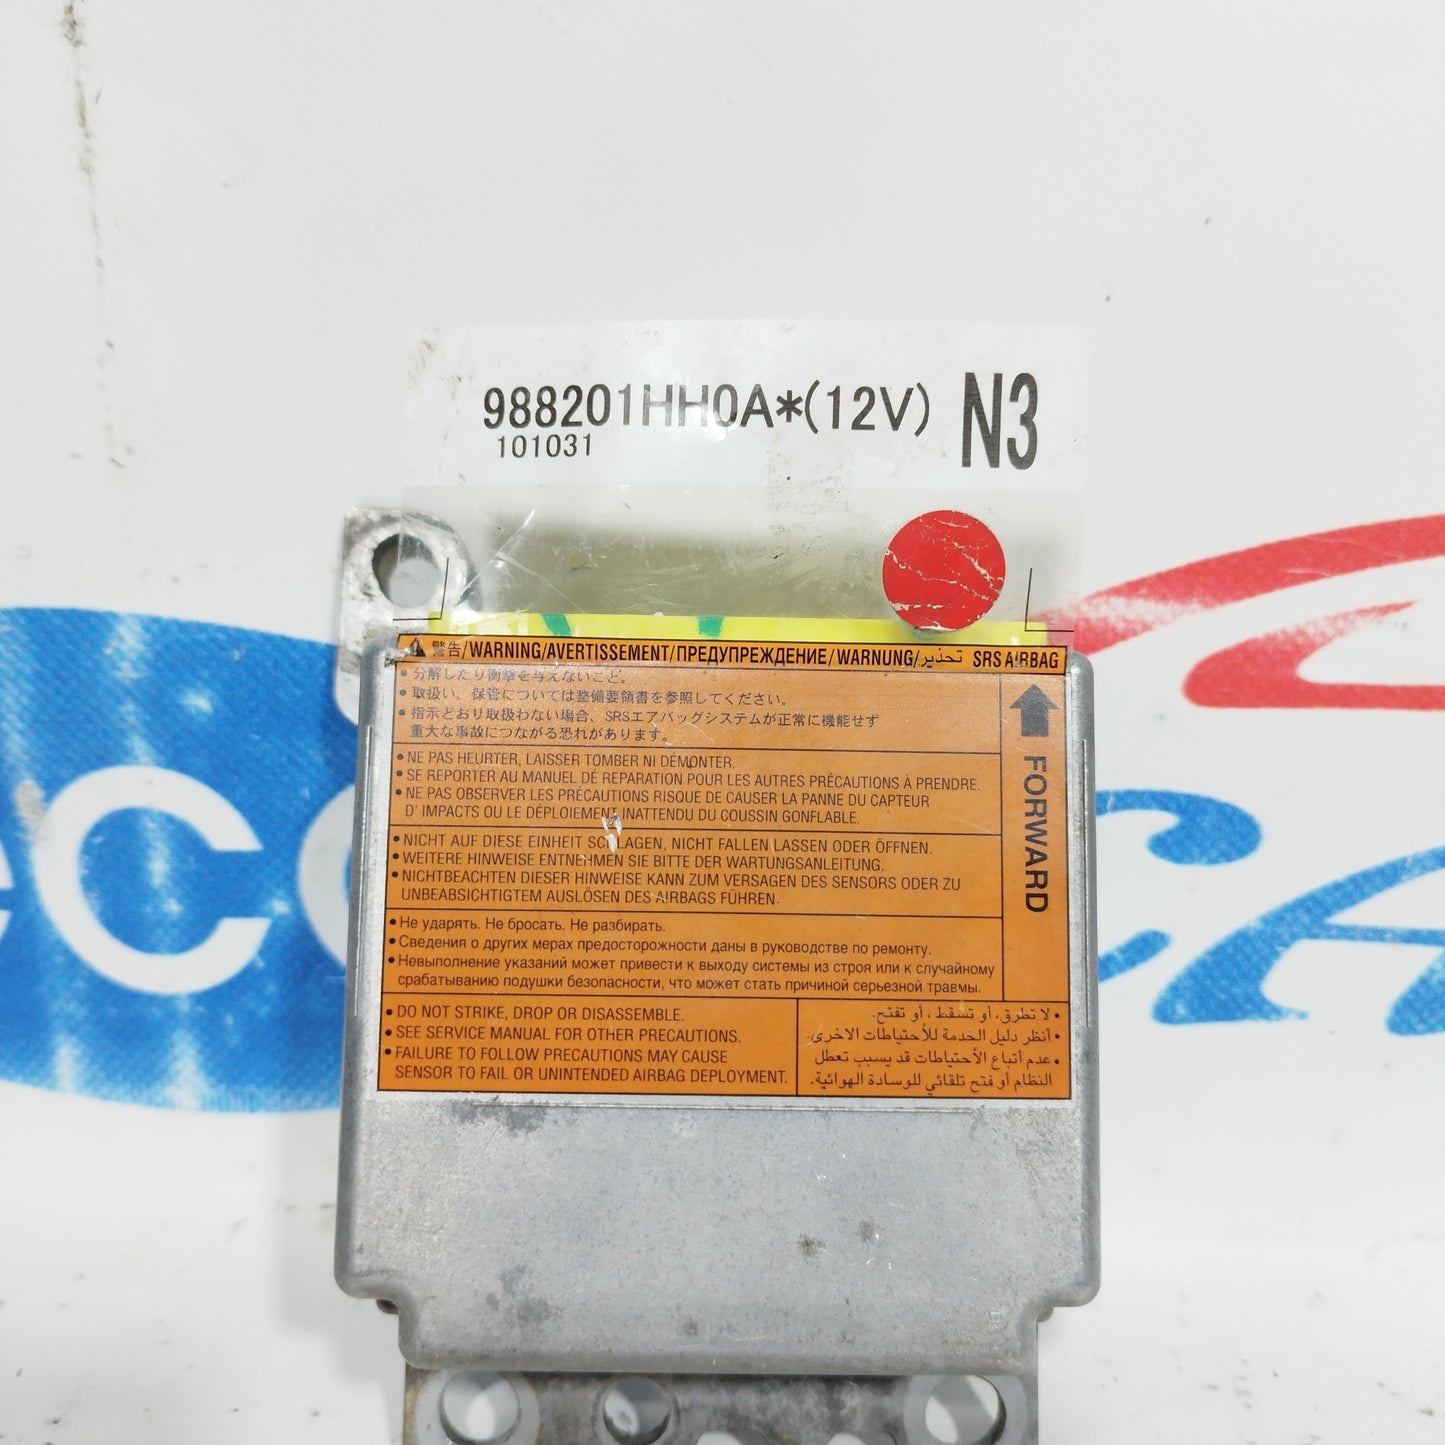 988201HH0A*(12V) N3
101031
警告/WARNING/AVERTISSEMENT/ПРЕДУПРЕЖДЕНИЕ/WARNUNG/تحذير SRS AIRBAG
• 分解したり衝撃を与えないこと。
• 取扱い、保管については整備要領書を参照してください。
• 指示どおり取扱わない場合、SRSエアバッグシステムが正常に機能せず
重大な事故につながる恐れがあります。
FORWARD
• NE PAS HEURTER, LAISSER TOMBER NI DÉMONTER.
• SE REPORTER AU MANUEL DE RÉPARATION POUR LES AUTRES PRÉCAUTIONS À PRENDRE.
• NE PAS OBSERVER LES PRÉCAUTIONS RISQUE DE CAUSER LA PANNE DU CAPTEUR
D' IMPACTS OU LE DÉPLOIEMENT INATTENDU DU COUSSIN GONFLABLE.
• NICHT AUF DIESE EINHEIT SCHLAGEN, NICHT FALLEN LASSEN ODER ÖFFNEN.
• WEITERE HINWEISE ENTNEHMEN SIE BITTE DER WARTUNGSANLEITUNG.
• NICHTBEACHTEN DIESER HINWEISE KANN ZUM VERSAGEN DES SENSORS ODER ZU
UNBEABSICHTIGTEM AUSLÖSEN DES AIRBAGS FÜHREN.
• Не ударять. Не бросать. Не разбирать.
• Сведения о других мерах предосторожности даны в руководстве по ремонту.
• Невыполнение указаний может привести к выходу системы из строя или к случайному
срабатыванию подушки безопасности, что может стать причиной серьезной травмы.
• DO NOT STRIKE, DROP OR DISASSEMBLE.
• SEE SERVICE MANUAL FOR OTHER PRECAUTIONS.
• FAILURE TO FOLLOW PRECAUTIONS MAY CAUSE
SENSOR TO FAIL OR UNINTENDED AIRBAG DEPLOYMENT.
• لا تطرق، أو تسقط، أو تفتح.
• أنظر دليل الخدمة للأحتياطات الاخرى.
• عدم أتباع الأحتياطات قد يسبب تعطل
النظام أو فتح تلقائي للوسادة الهوائية.